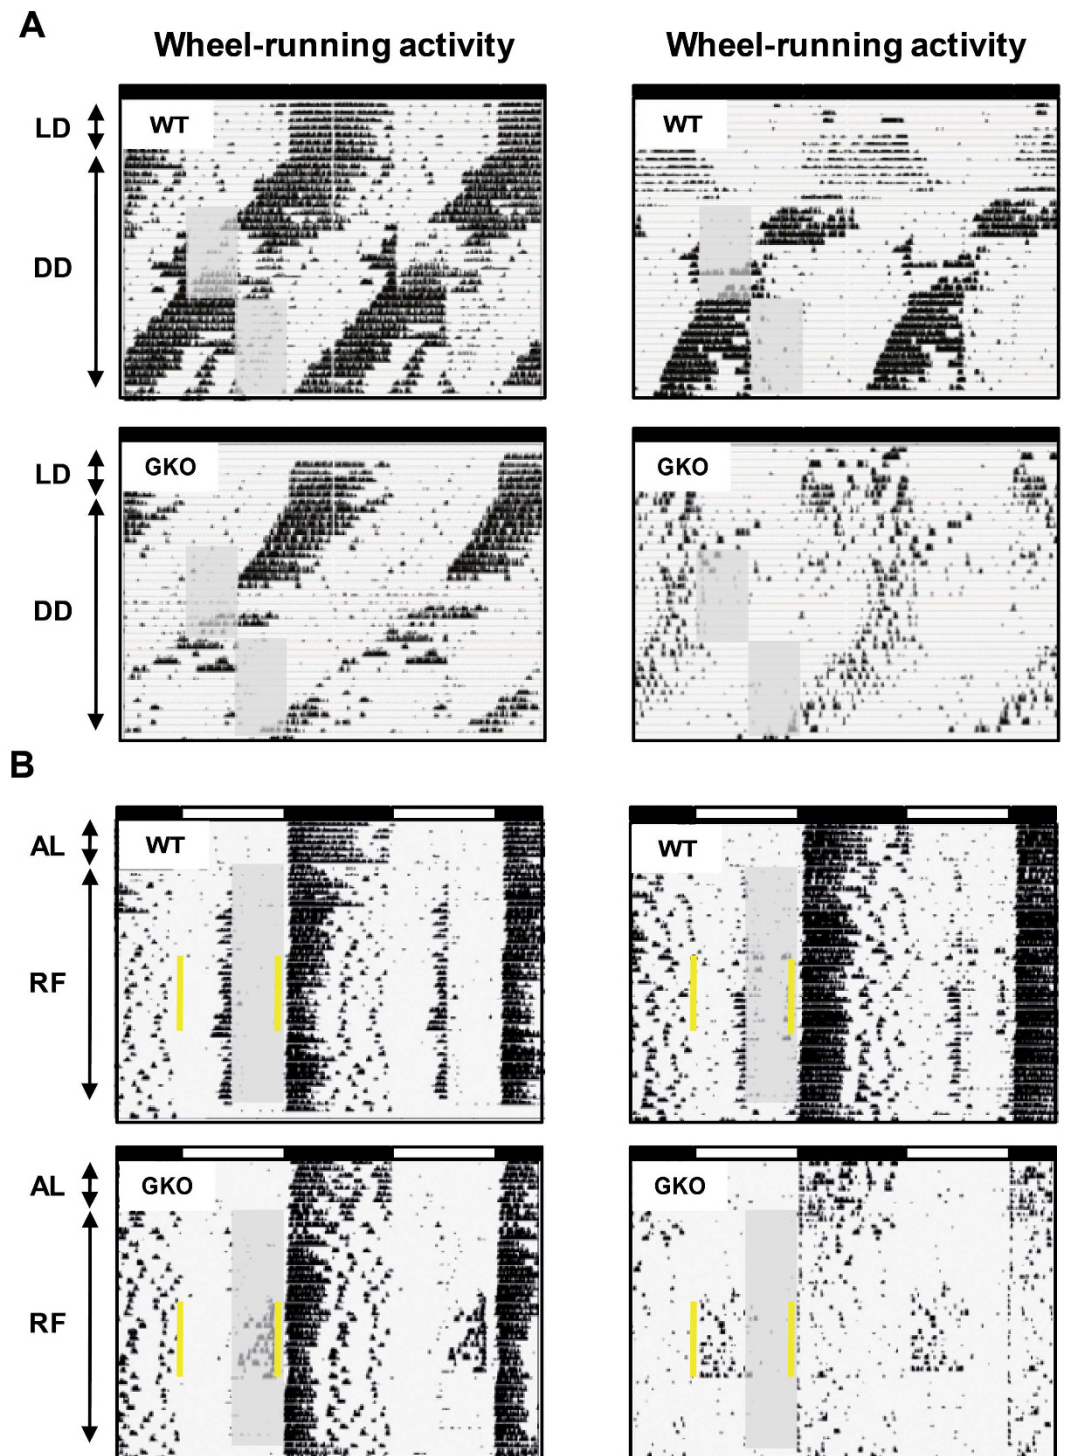 A
Wheel-running activity Wheel-running activity
LD WT WT
DD
LD GKO GKO
DD
B
AL WT WT
RF
AL GKO GKO
RF